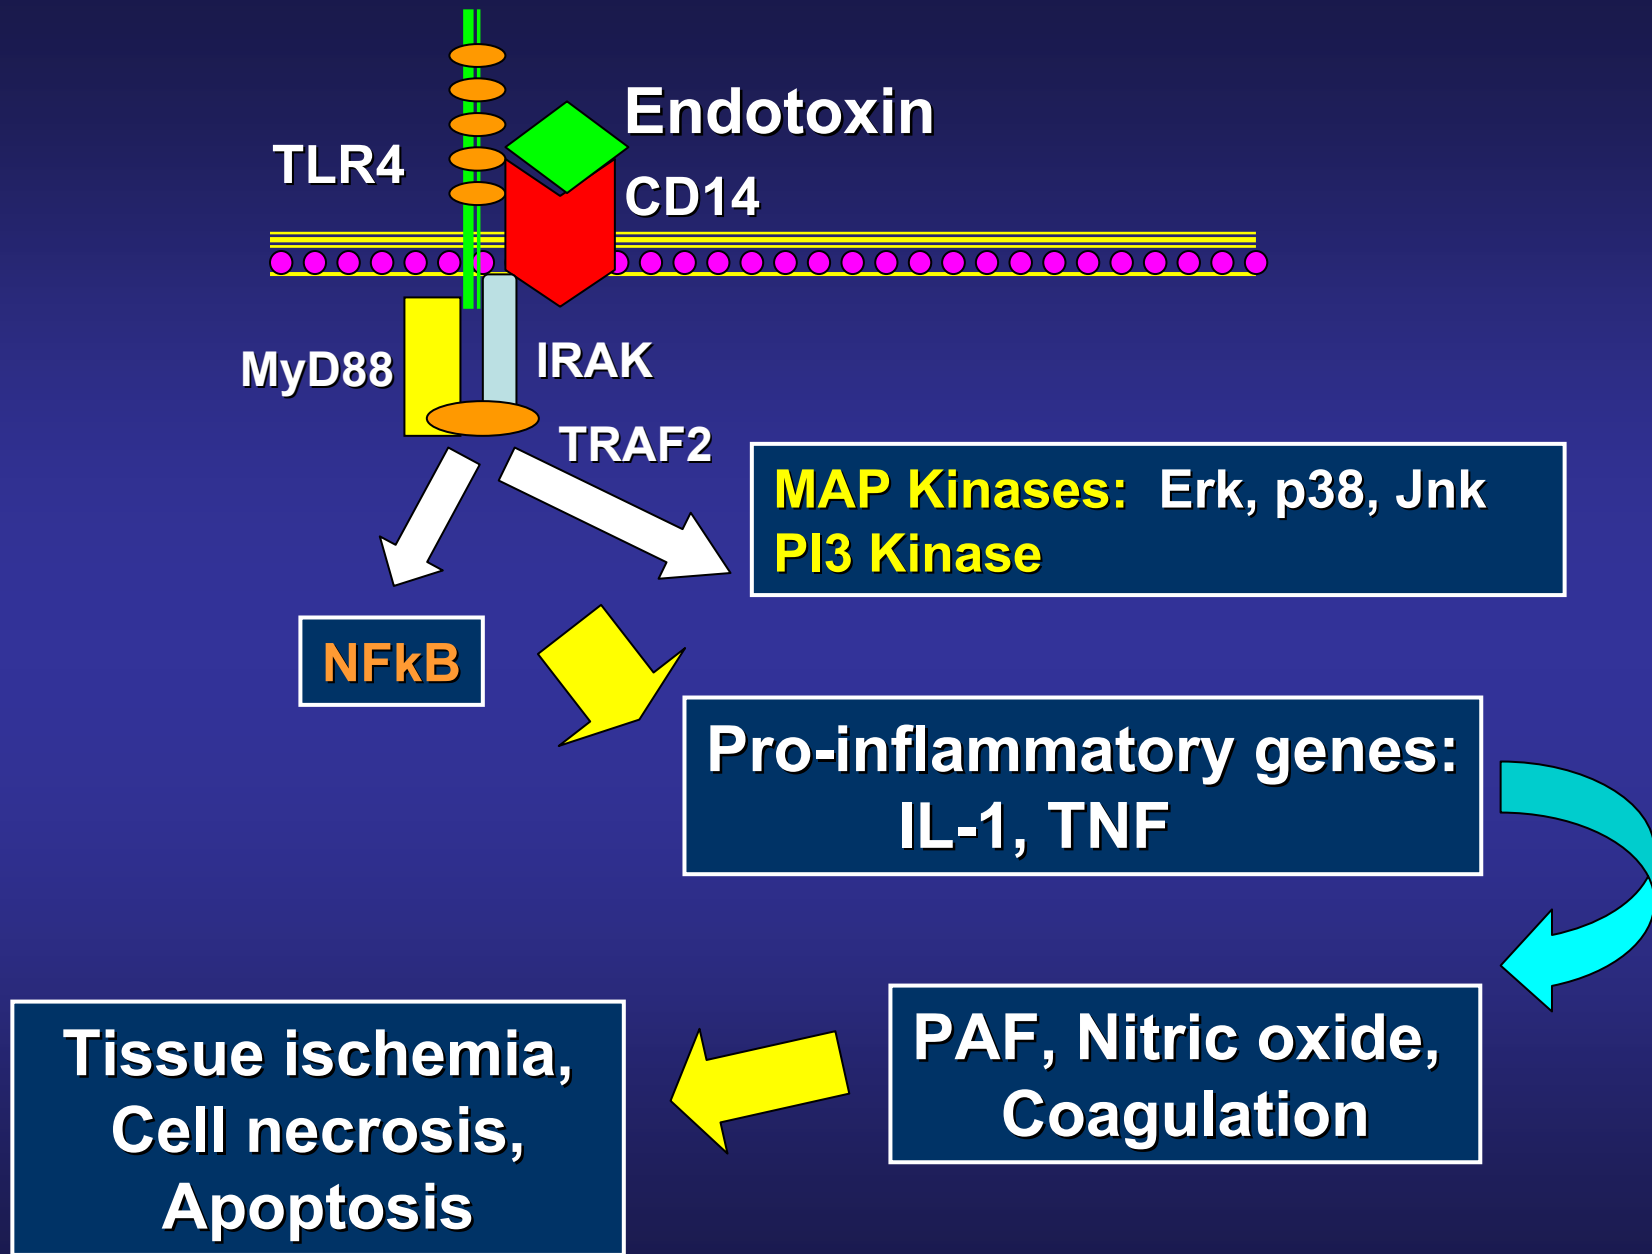 Endotoxin
TLR4
CD14
MyD88
IRAK
TRAF2
MAP Kinases: Erk, p38, Jnk
PI3 Kinase
NFkB
Pro-inflammatory genes:
IL-1, TNF
PAF, Nitric oxide,
Coagulation
Tissue ischemia,
Cell necrosis,
Apoptosis